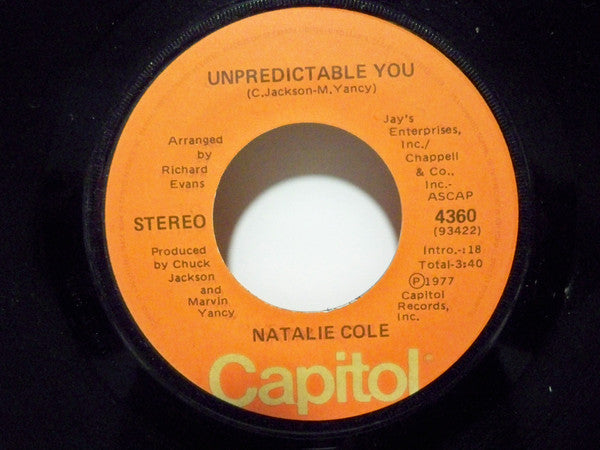 UNPREDICTABLE YOU
(C.Jackson-M.Yancy)
Arranged
by
Richard
Evans
Jay's
Enterprises,
Inc./
Chappell
& Co.,
Inc.-
ASCAP
STEREO
4360
(93422)
Produced
by Chuck
Jackson
and
Marvin
Yancy
Intro.-:18
Total-3:40
Ⓟ1977
Capitol
Records,
Inc.
NATALIE COLE
Capitol